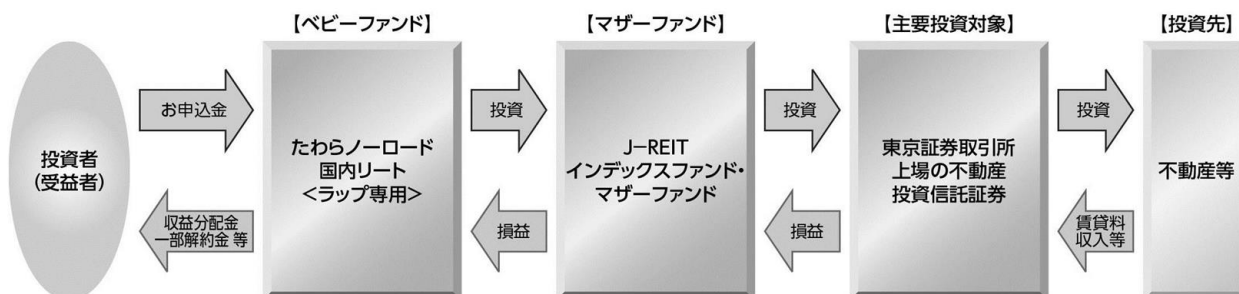 【ベビーファンド】
【マザーファンド】
【主要投資対象】
【投資先】
投資者
(受益者)
お申込金
収益分配金
一部解約金 等
たわらノーロード
国内リート
<ラップ専用>
投資
損益
J-REIT
インデックスファンド・
マザーファンド
投資
損益
東京証券取引所
上場の不動産
投資信託証券
投資
賃貸料
収入等
不動産等